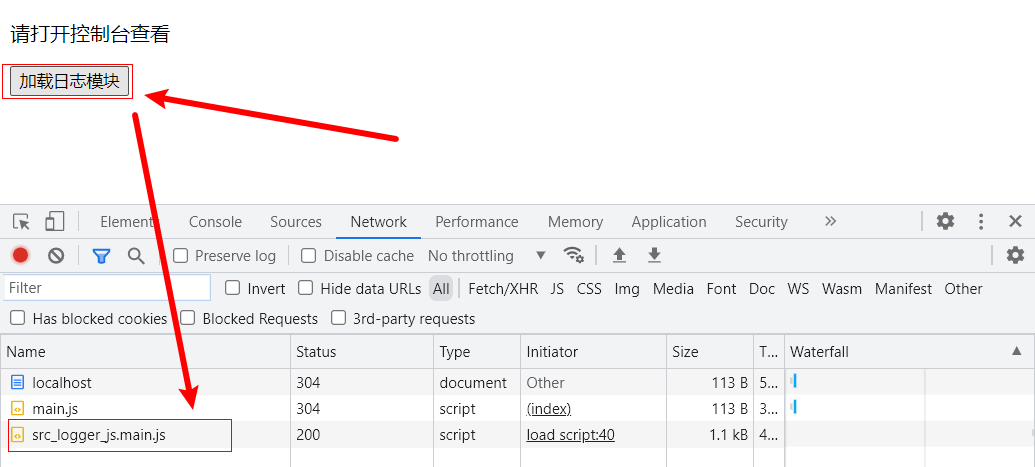 请打开控制台查看
加载日志模块
Elements Console Sources Network Performance Memory Application Security »
Preserve log Disable cache No throttling
Filter Invert Hide data URLs All Fetch/XHR JS CSS Img Media Font Doc WS Wasm Manifest Other
Has blocked cookies Blocked Requests 3rd-party requests
Name Status Type Initiator Size T... Waterfall
localhost 304 document Other 113 B 5...
main.js 304 script (index) 113 B 3...
src_logger_js.main.js 200 script load script:40 1.1 kB 4...